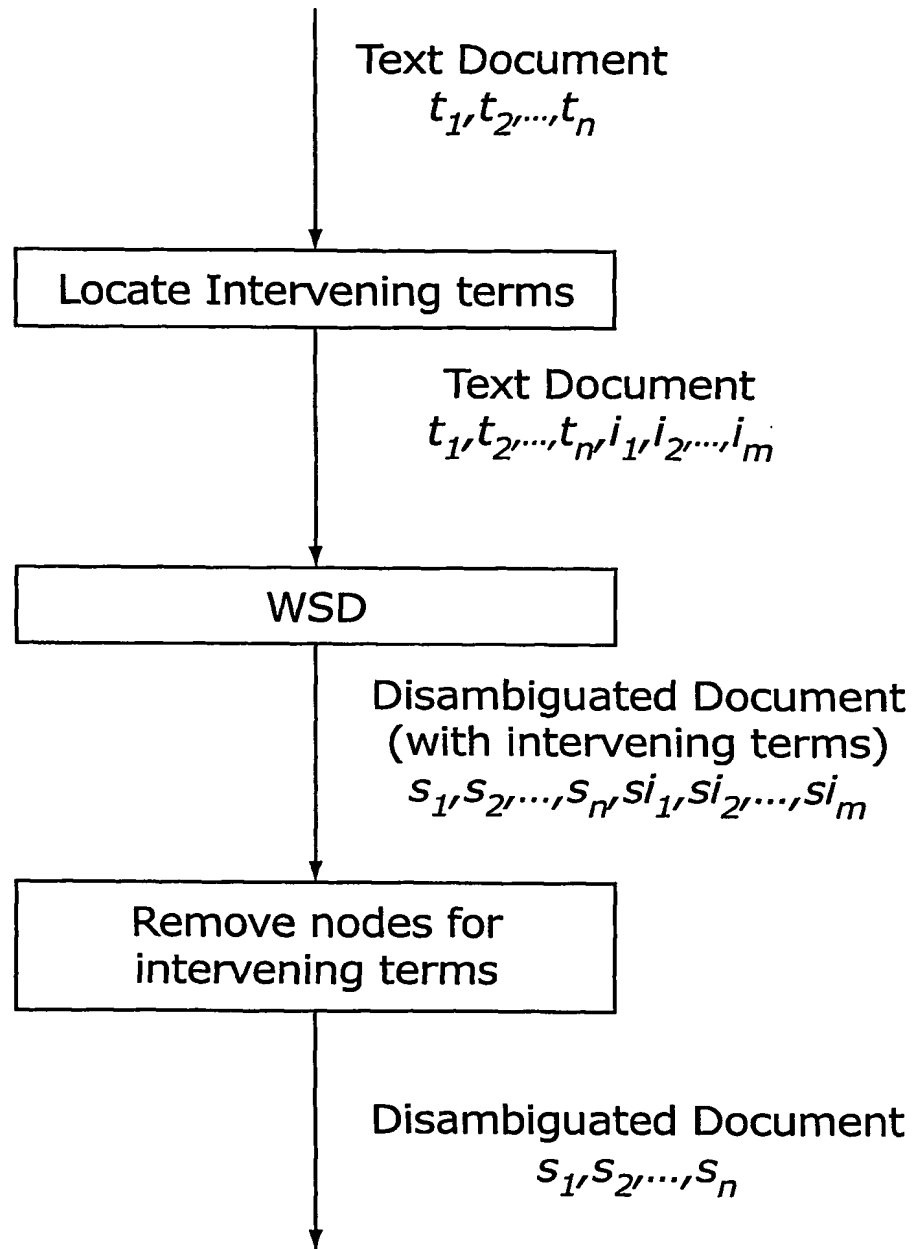 Text Document
t₁,t₂,...,tₙ
Locate Intervening terms
Text Document
t₁,t₂,...,tₙ,i₁,i₂,...,iₘ
WSD
Disambiguated Document
(with intervening terms)
s₁,s₂,...,sₙ,si₁,si₂,...,siₘ
Remove nodes for
intervening terms
Disambiguated Document
s₁,s₂,...,sₙ